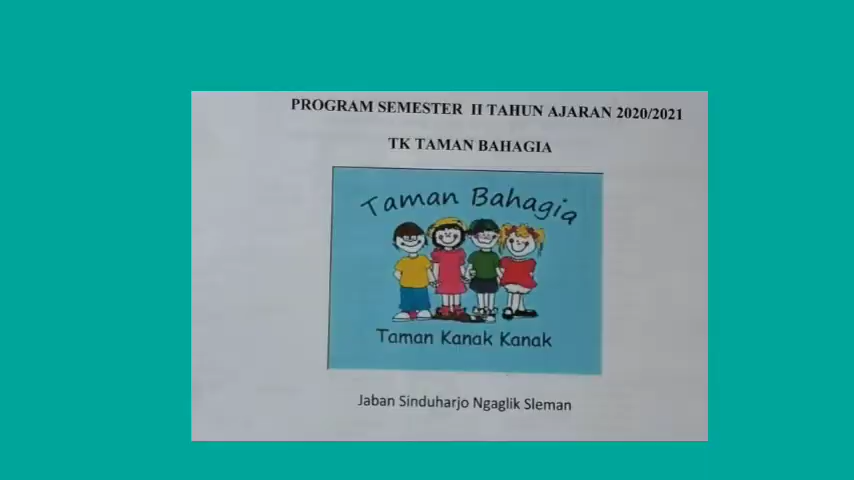 PROGRAM SEMESTER II TAHUN AJARAN 2020/2021
TK TAMAN BAHAGIA
Taman Bahagia
Taman Kanak Kanak
Jaban Sinduharjo Ngaglik Sleman